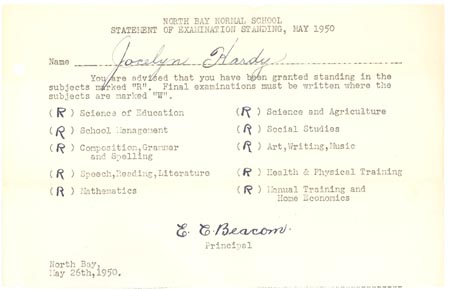 NORTH BAY NORMAL SCHOOL
STATEMENT OF EXAMINATION STANDING, MAY 1950
Name Jocelyn Hardy
You are advised that you have been granted standing in the
subjects marked "R". Final examinations must be written where the
subjects are marked "W".
(R) Science of Education (R) Science and Agriculture
(R) School Management (R) Social Studies
(R) Composition,Grammar (R) Art,Writing,Music
and Spelling
(R) Speech,Reading,Literature (R) Health & Physical Training
(R) Mathematics (R) Manual Training and
Home Economics
E. C. Beacom.
Principal
North Bay,
May 26th,1950.